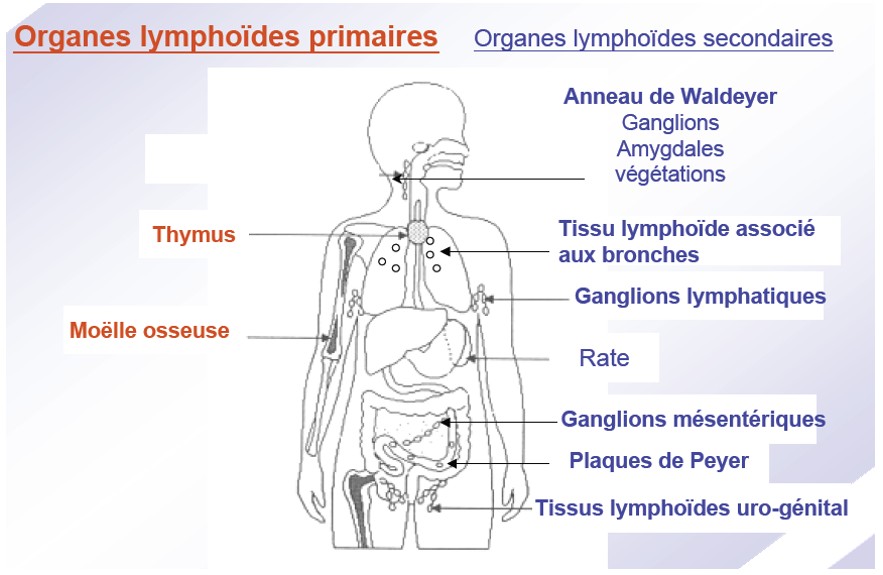 Organes lymphoïdes primaires
Organes lymphoïdes secondaires
Anneau de Waldeyer
Ganglions
Amygdales
végétations
Thymus
Tissu lymphoïde associé
aux bronches
Ganglions lymphatiques
Moëlle osseuse
Rate
Ganglions mésentériques
Plaques de Peyer
Tissus lymphoïdes uro-génital